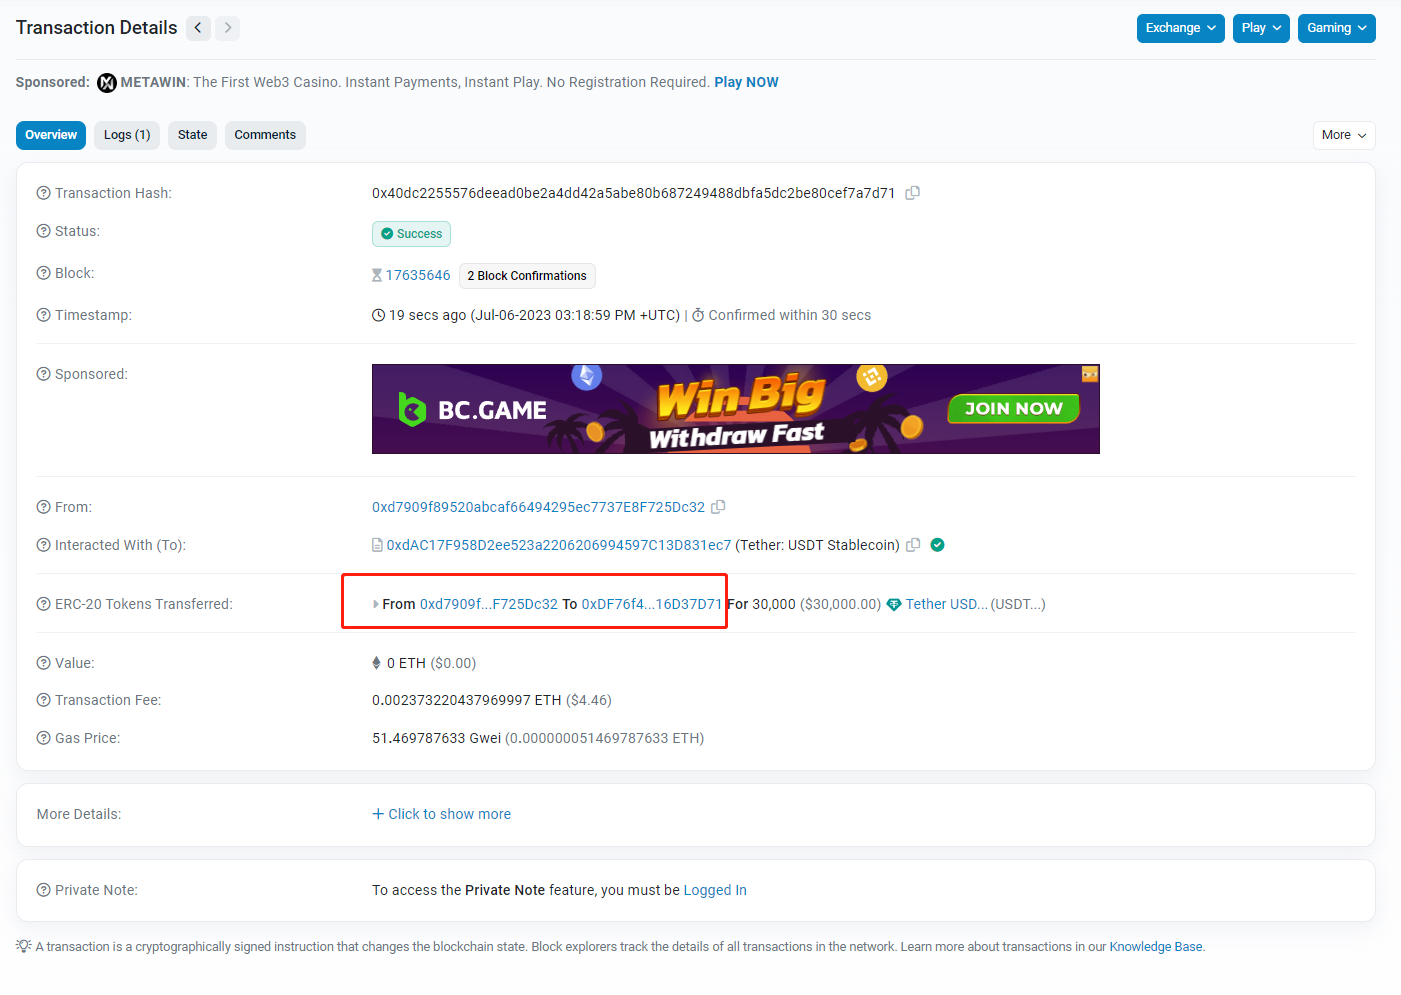 Transaction Details
Exchange
Play
Gaming
Sponsored: METAWIN: The First Web3 Casino. Instant Payments, Instant Play. No Registration Required. Play NOW
Overview
Logs (1)
State
Comments
More
Transaction Hash: 0x40dc2255576deead0be2a4dd42a5abe80b687249488dbfa5dc2be80cef7a7d71
Status: Success
Block: 17635646 2 Block Confirmations
Timestamp: 19 secs ago (Jul-06-2023 03:18:59 PM +UTC) | Confirmed within 30 secs
Sponsored:
BC.GAME
Win Big
Withdraw Fast
JOIN NOW
From: 0xd7909f89520abcaf66494295ec7737E8F725Dc32
Interacted With (To): 0xdAC17F958D2ee523a2206206994597C13D831ec7 (Tether: USDT Stablecoin)
ERC-20 Tokens Transferred: From 0xd7909f...F725Dc32 To 0xDF76f4...16D37D71 For 30,000 ($30,000.00) Tether USD... (USDT...)
Value: 0 ETH ($0.00)
Transaction Fee: 0.002373220437969997 ETH ($4.46)
Gas Price: 51.469787633 Gwei (0.000000051469787633 ETH)
More Details: + Click to show more
Private Note: To access the Private Note feature, you must be Logged In
A transaction is a cryptographically signed instruction that changes the blockchain state. Block explorers track the details of all transactions in the network. Learn more about transactions in our Knowledge Base.